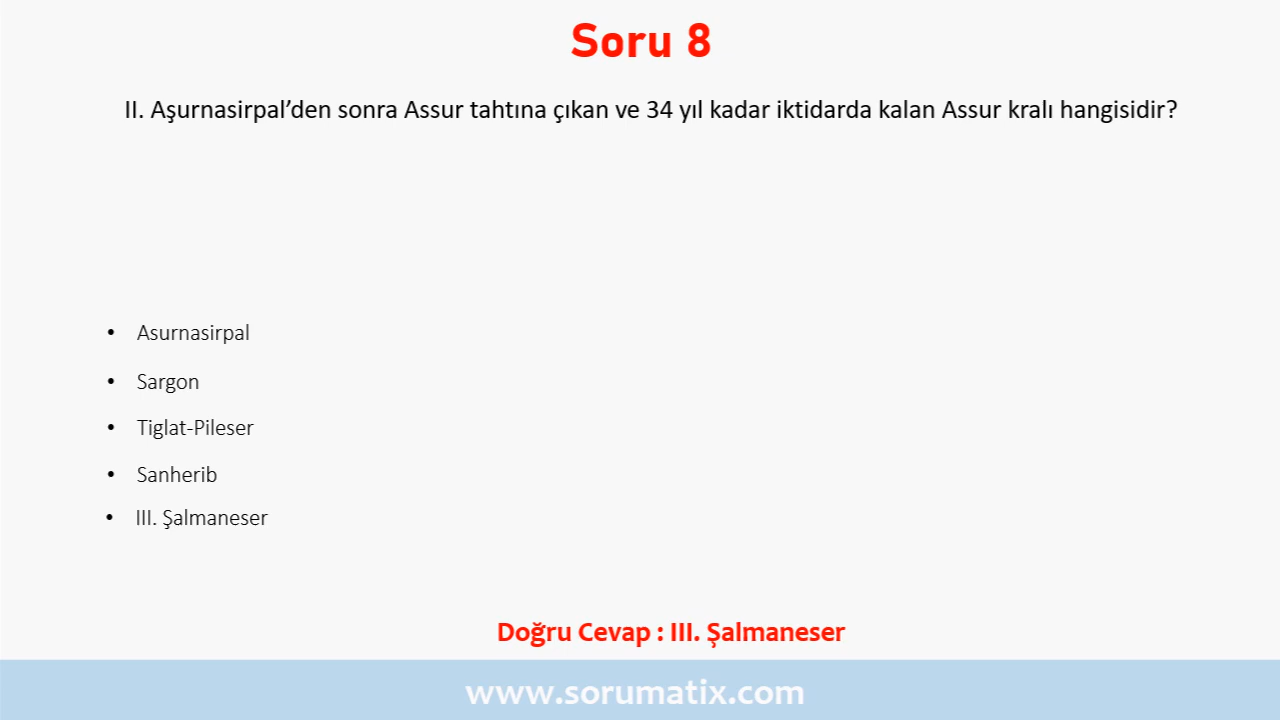 Soru 8
II. Aşurnasirpal’den sonra Assur tahtına çıkan ve 34 yıl kadar iktidarda kalan Assur kralı hangisidir?
• Asurnasirpal
• Sargon
• Tiglat-Pileser
• Sanherib
• III. Şalmaneser
Doğru Cevap : III. Şalmaneser
www.sorumatix.com